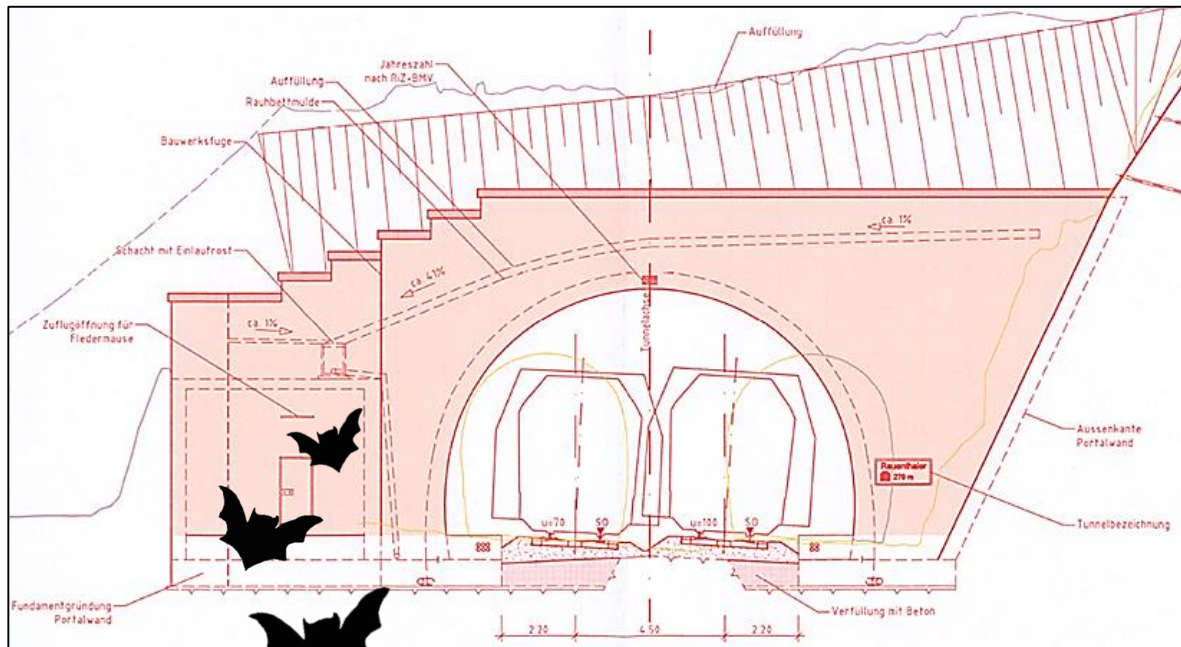 Auffüllung
Jahreszahl
nach RiZ-BMV
Auffüllung
Rauhbettmulde
Bauwerksfuge
ca. 1%
Schacht mit Einlaufrost
ca. 41%
ca. 1%
Tunnelachse
Zuflugöffnung für
Fledermäuse
Aussenkante
Portalwand
Rauenthaler
270 m
Tunnelbezeichnung
u=70
SO
u=100
SO
Fundamentgründung
Portalwand
Verfüllung mit Beton
2.20
4.50
2.20